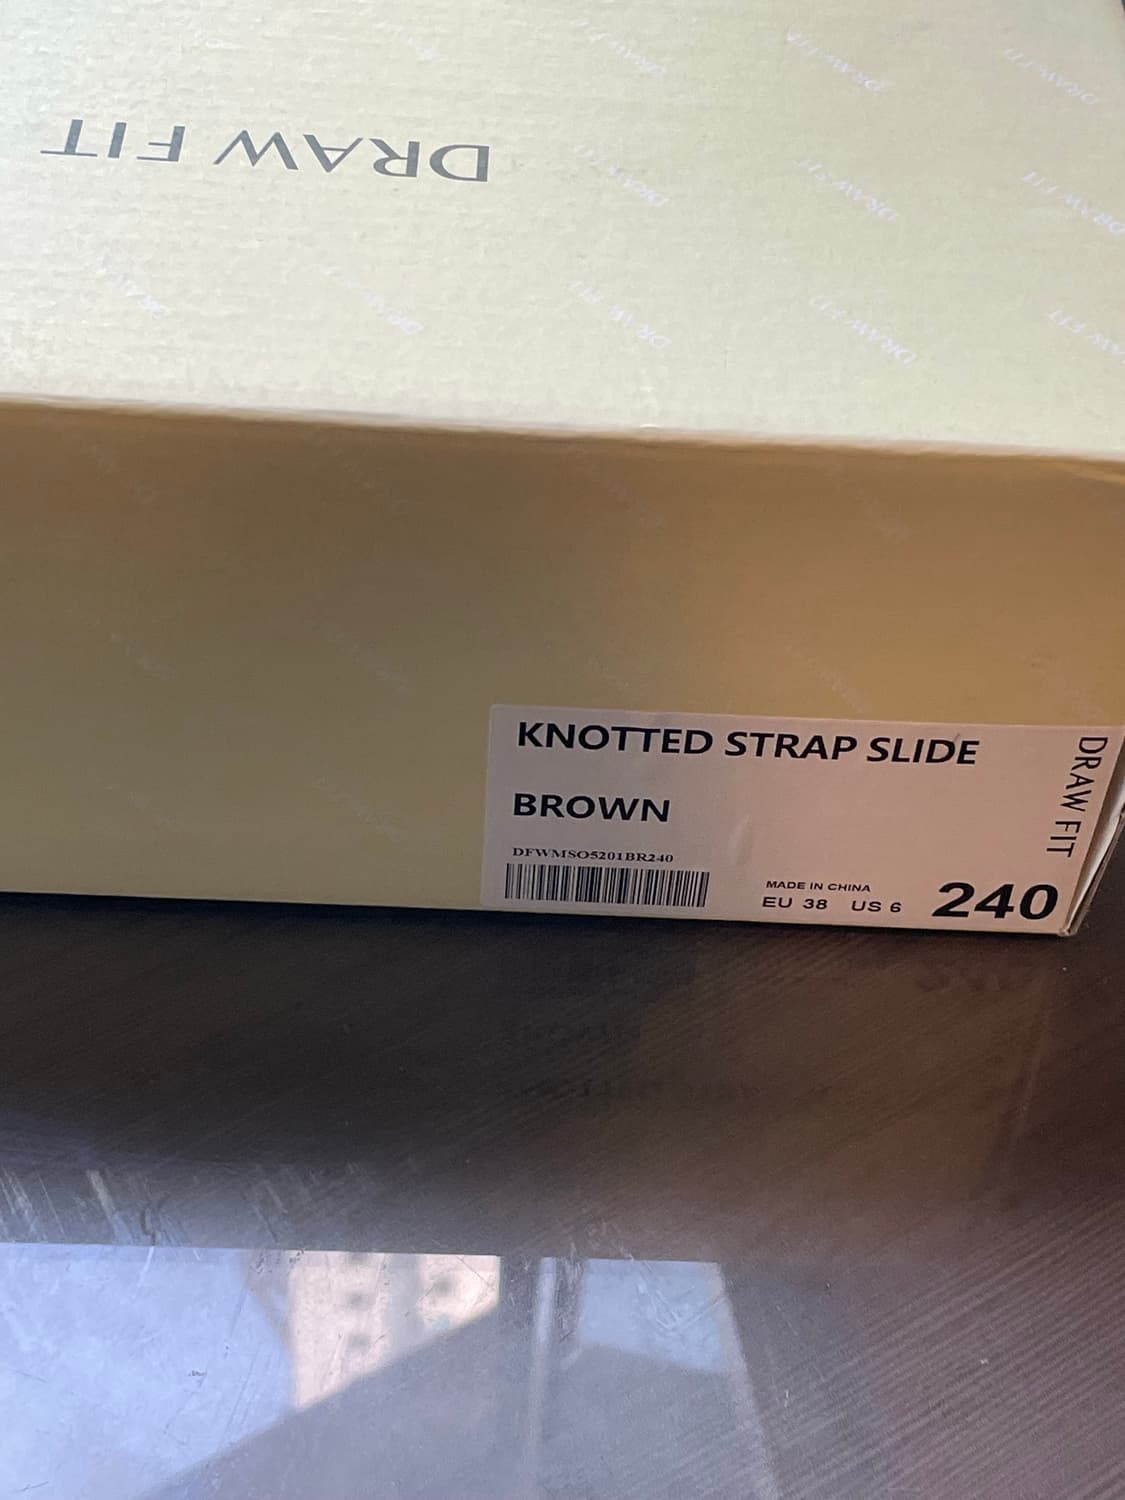 DRAW FIT
KNOTTED STRAP SLIDE
BROWN
DFWMSO5201BR240
MADE IN CHINA
EU 38 US 6
240
DRAW FIT